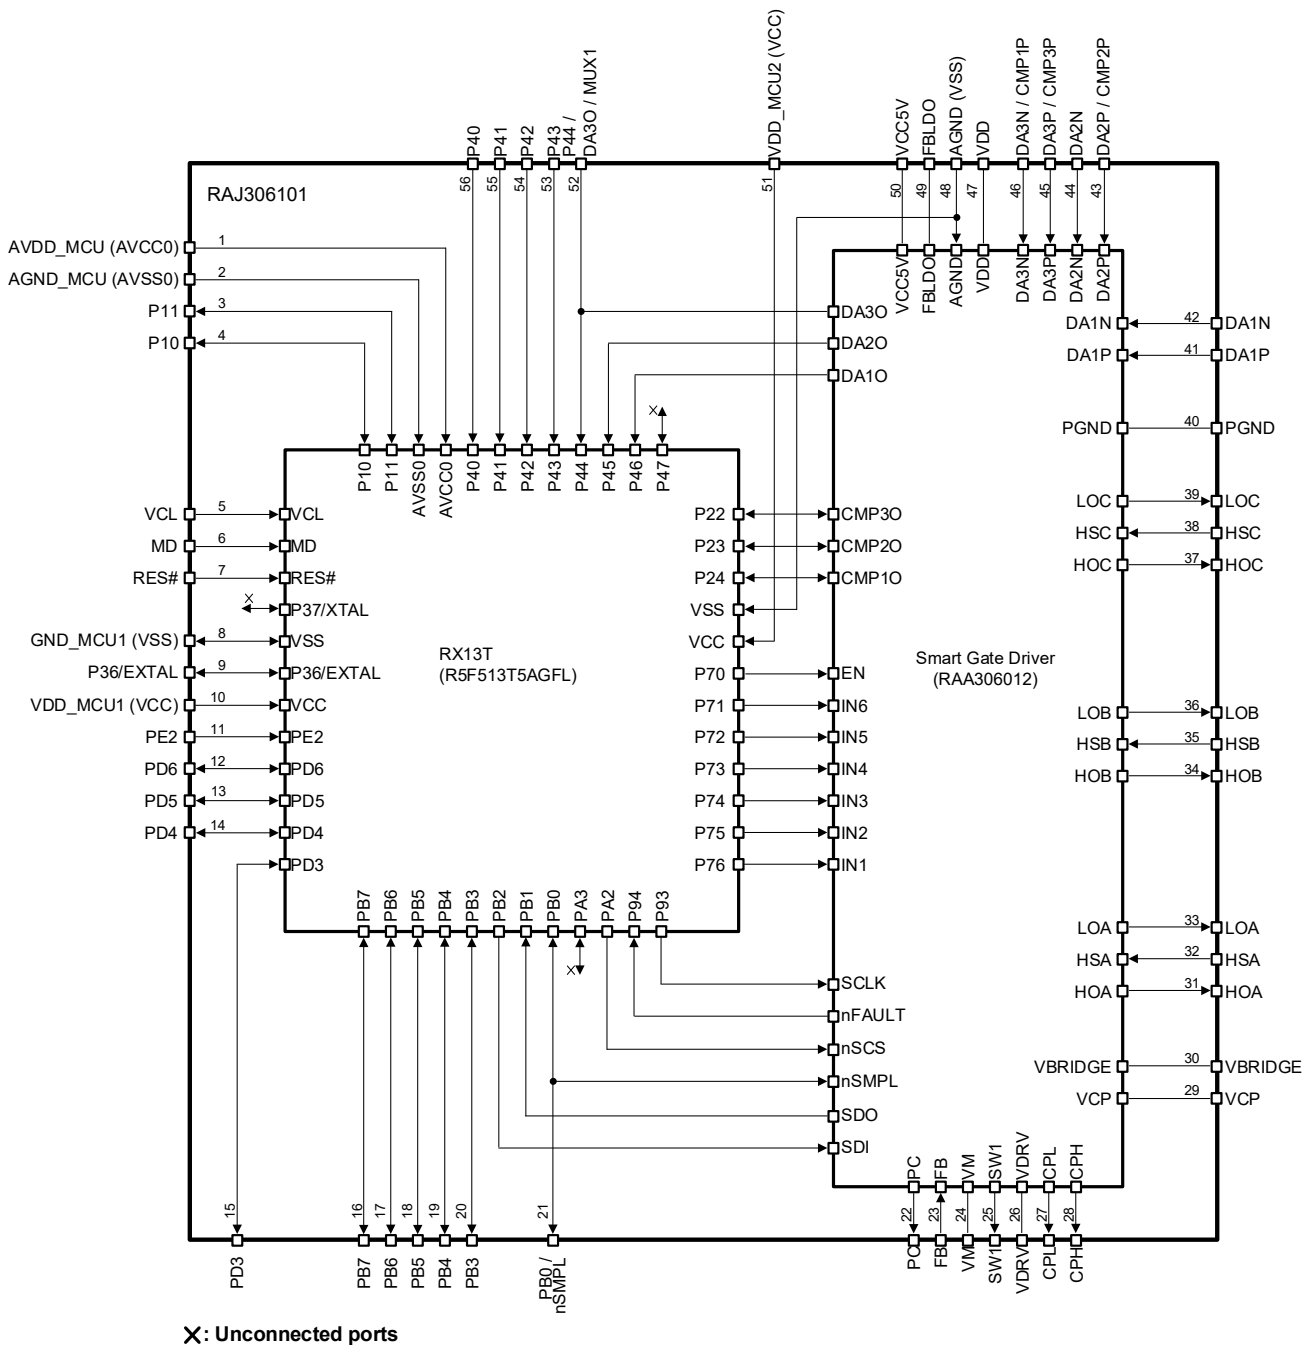 P40
P41
P42
P43
P44 /
DA3O / MUX1
VDD_MCU2 (VCC)
VCC5V
FBLDO
AGND (VSS)
VDD
DA3N / CMP1P
DA3P / CMP3P
DA2N
DA2P / CMP2P
RAJ306101
56
55
54
53
52
51
50
49
48
47
46
45
44
43
AVDD_MCU (AVCC0)
1
AGND_MCU (AVSS0)
2
P11
3
P10
4
VCC5V
FBLDO
AGND
VDD
DA3N
DA3P
DA2N
DA2P
DA3O
DA2O
DA1O
DA1N
42
DA1N
DA1P
41
DA1P
PGND
40
PGND
X
P10
P11
AVSS0
AVCC0
P40
P41
P42
P43
P44
P45
P46
P47
VCL
5
VCL
MD
6
MD
RES#
7
RES#
X
P37/XTAL
GND_MCU1 (VSS)
8
VSS
P36/EXTAL
9
P36/EXTAL
VDD_MCU1 (VCC)
10
VCC
PE2
11
PE2
PD6
12
PD6
PD5
13
PD5
PD4
14
PD4
PD3
RX13T
(R5F513T5AGFL)
P22
P23
P24
VSS
VCC
P70
P71
P72
P73
P74
P75
P76
CMP3O
CMP2O
CMP1O
EN
IN6
IN5
IN4
IN3
IN2
IN1
Smart Gate Driver
(RAA306012)
LOC
39
LOC
HSC
38
HSC
HOC
37
HOC
LOB
36
LOB
HSB
35
HSB
HOB
34
HOB
LOA
33
LOA
HSA
32
HSA
HOA
31
HOA
VBRIDGE
30
VBRIDGE
VCP
29
VCP
PB7
PB6
PB5
PB4
PB3
PB2
PB1
PB0
PA3
PA2
P94
P93
X
SCLK
nFAULT
nSCS
nSMPL
SDO
SDI
PC
FB
VM
SW1
VDRV
CPL
CPH
15
16
17
18
19
20
21
22
23
24
25
26
27
28
PD3
PB7
PB6
PB5
PB4
PB3
PB0 /
nSMPL
PC
FB
VM
SW1
VDRV
CPL
CPH
X: Unconnected ports